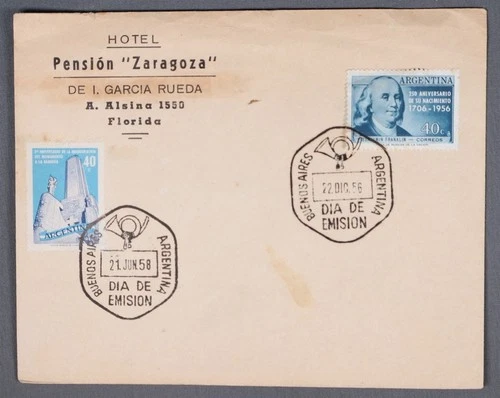 HOTEL
Pensión "Zaragoza"
DE I. GARCIA RUEDA
A. Alsina 1550
Florida
ARGENTINA
250 ANIVERSARIO
DE SU NACIMIENTO
1706-1956
40 c.
FRANKLIN CORREOS
BUENOS AIRES
ARGENTINA
22.DIC.56
DIA DE
EMISION
40
ARGENTINA
BUENOS AIRES
ARGENTINA
21.JUN.58
DIA DE
EMISION